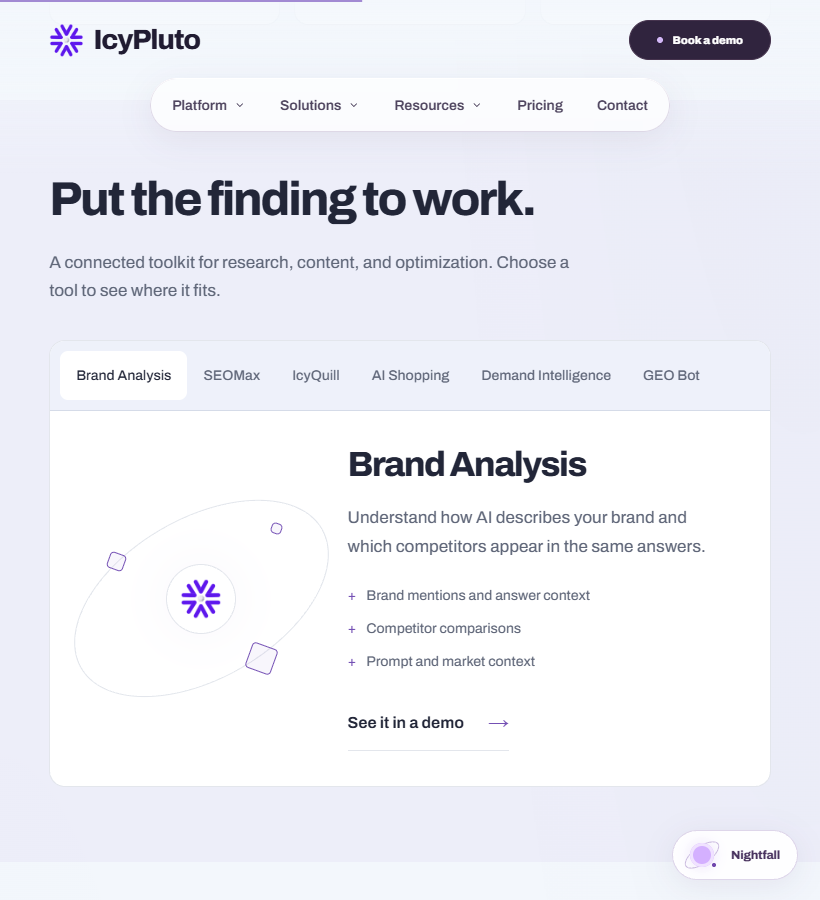 IcyPluto
Book a demo
Platform
Solutions
Resources
Pricing
Contact
Put the finding to work.
A connected toolkit for research, content, and optimization. Choose a
tool to see where it fits.
Brand Analysis
SEOMax
IcyQuill
AI Shopping
Demand Intelligence
GEO Bot
Brand Analysis
Understand how AI describes your brand and
which competitors appear in the same answers.
+ Brand mentions and answer context
+ Competitor comparisons
+ Prompt and market context
See it in a demo →
Nightfall